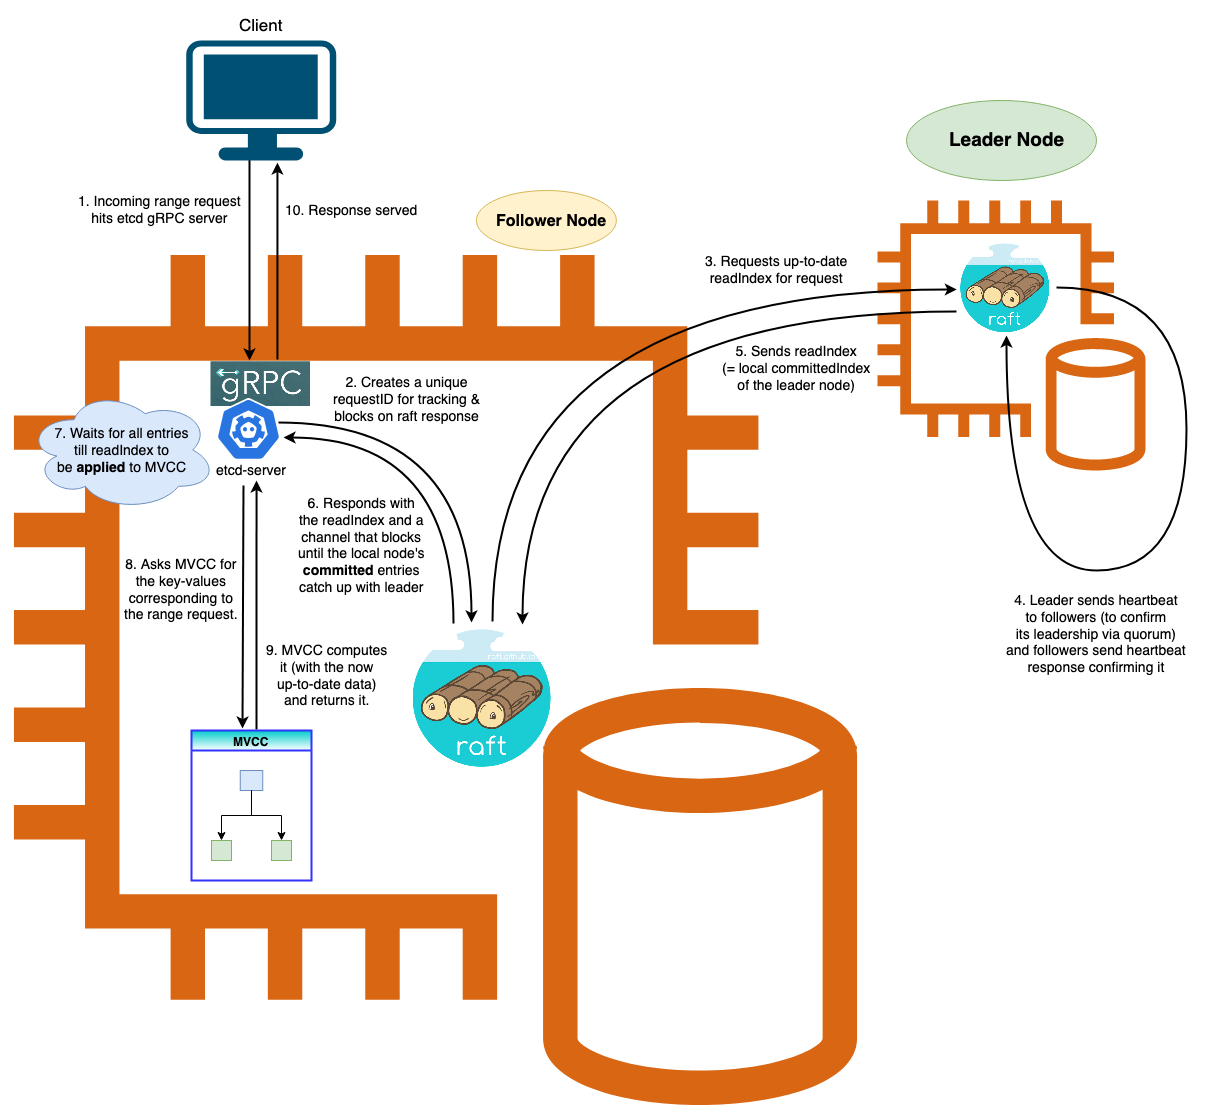 Client
1. Incoming range request
hits etcd gRPC server
10. Response served
Follower Node
Leader Node
3. Requests up-to-date
readIndex for request
raft
5. Sends readIndex
(= local committedIndex
of the leader node)
gRPC
2. Creates a unique
requestID for tracking &
blocks on raft response
7. Waits for all entries
till readIndex to
be applied to MVCC
etcd-server
6. Responds with
the readIndex and a
channel that blocks
until the local node's
committed entries
catch up with leader
8. Asks MVCC for
the key-values
corresponding to
the range request.
4. Leader sends heartbeat
to followers (to confirm
its leadership via quorum)
and followers send heartbeat
response confirming it
9. MVCC computes
it (with the now
up-to-date data)
and returns it.
raft
MVCC